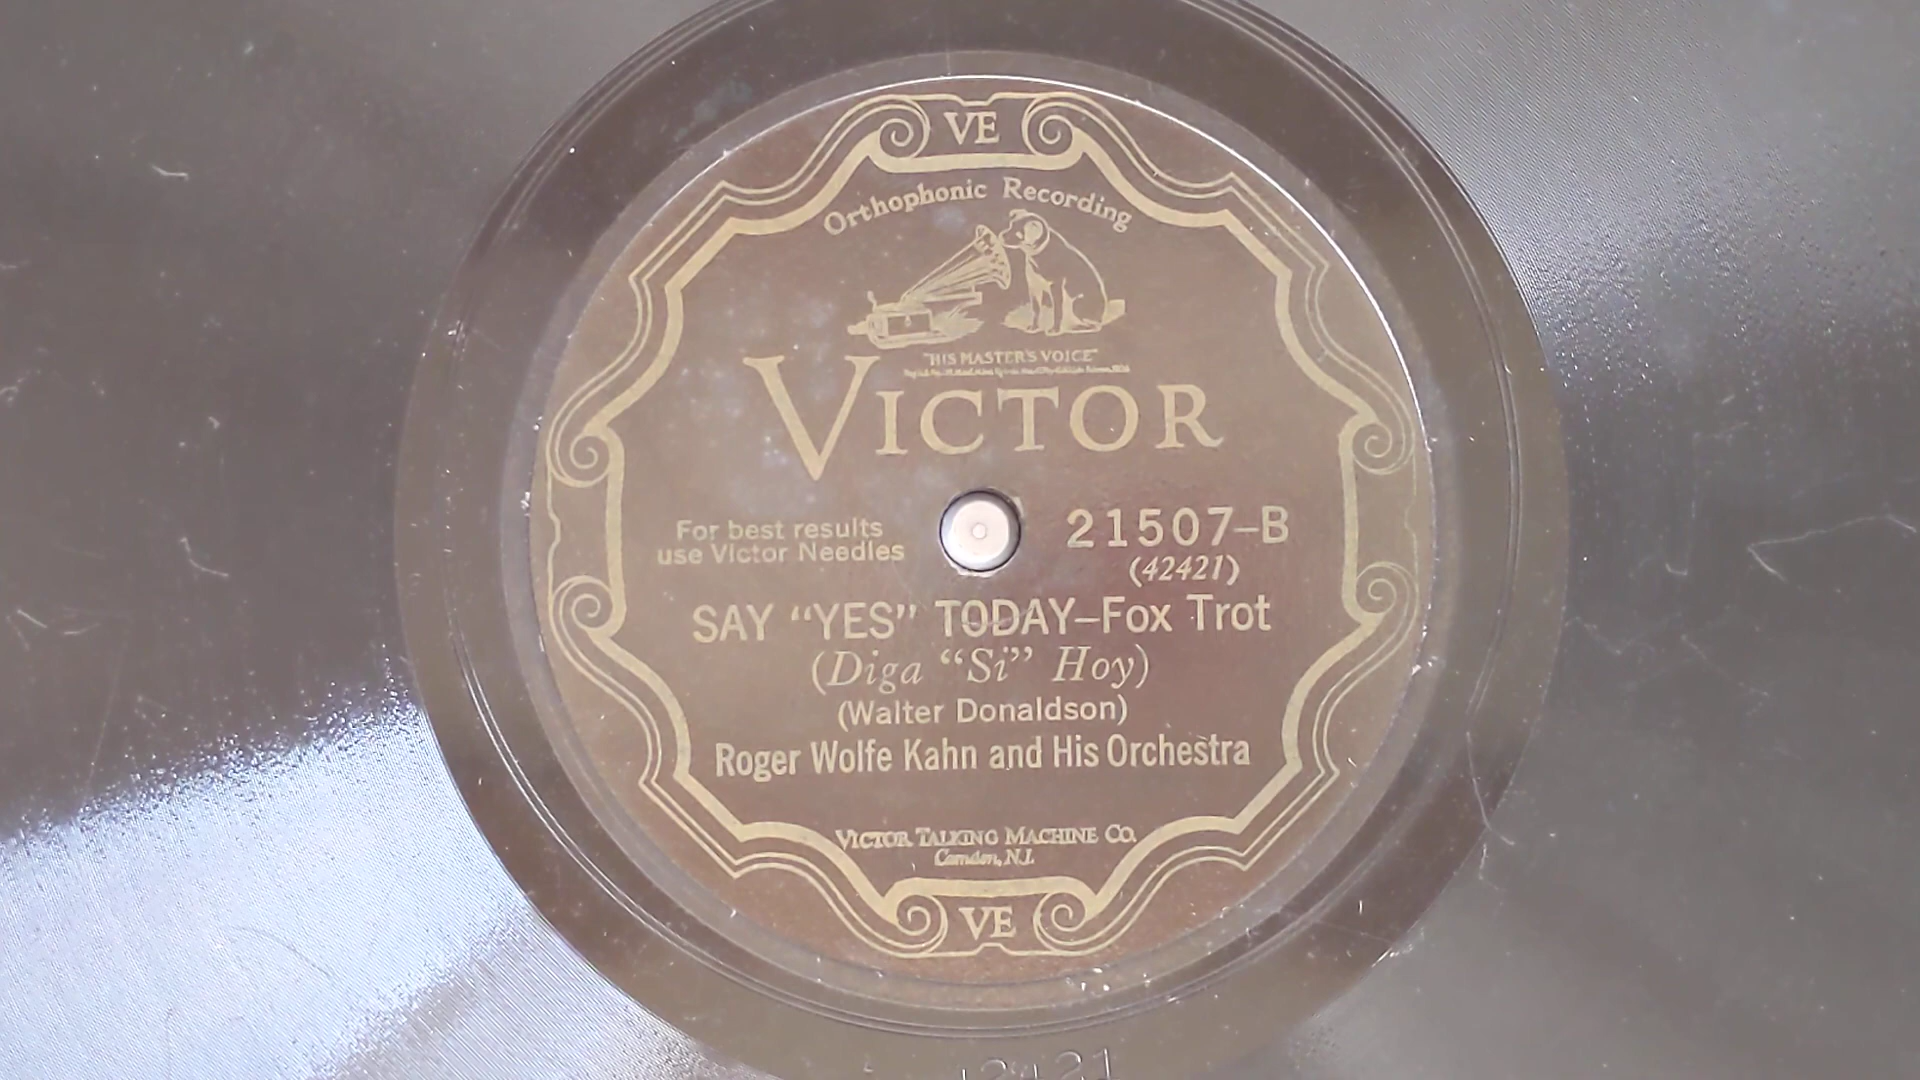 VE
Orthophonic Recording
"HIS MASTER'S VOICE"
VICTOR
For best results
use Victor Needles
21507-B
(42421)
SAY “YES” TODAY–Fox Trot
(Diga “Si” Hoy)
(Walter Donaldson)
Roger Wolfe Kahn and His Orchestra
VICTOR TALKING MACHINE CO.
Camden, N.J.
VE